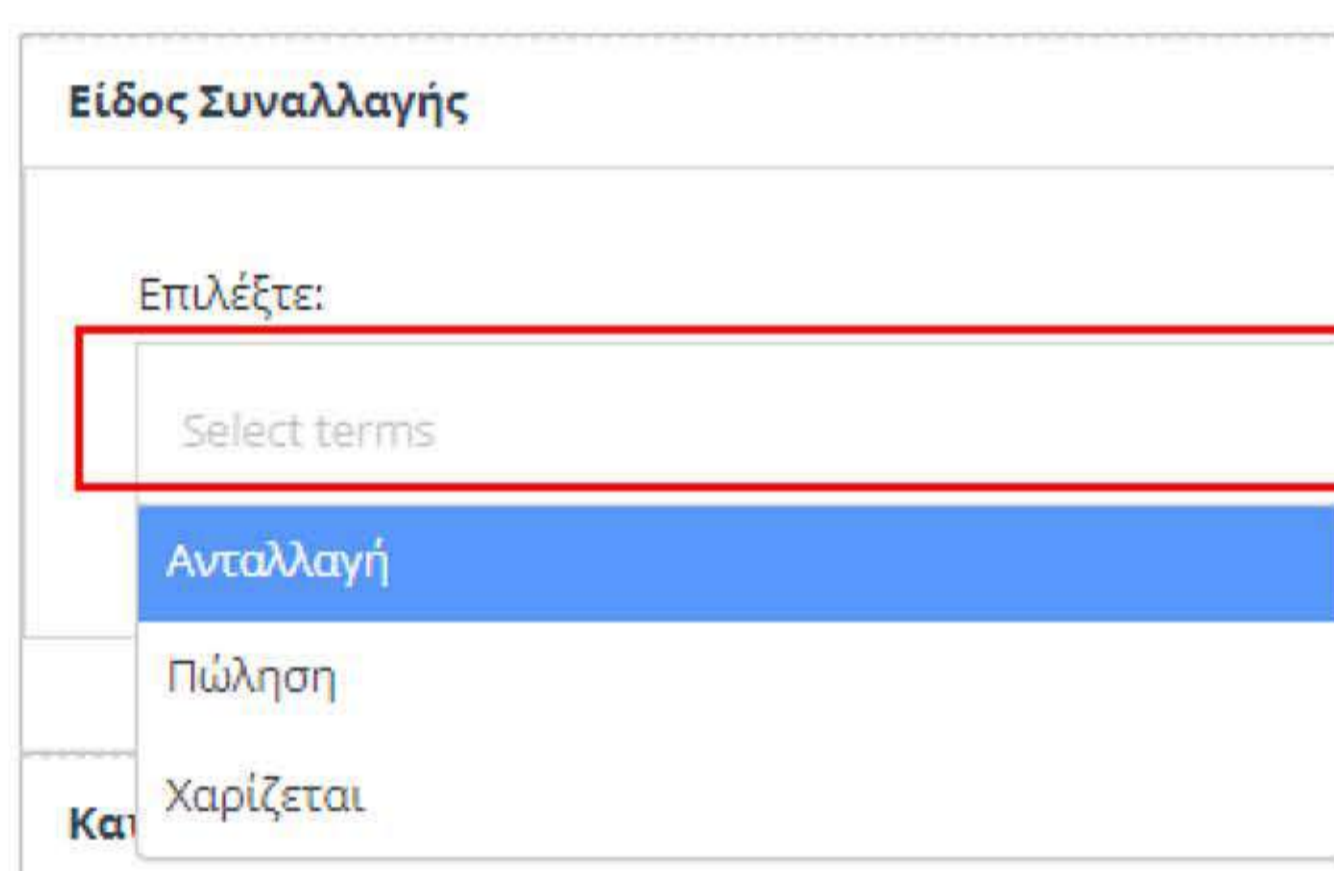 Είδος Συναλλαγής
Επιλέξτε:
Select terms
Ανταλλαγή
Πώληση
Χαρίζεται